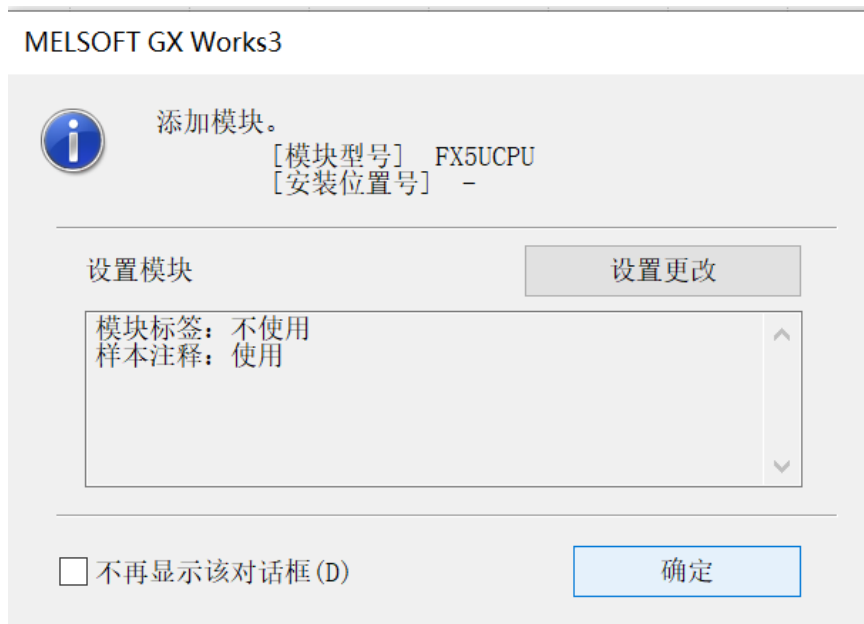 MELSOFT GX Works3
添加模块。
[模块型号] FX5UCPU
[安装位置号] -
设置模块
设置更改
模块标签：不使用
样本注释：使用
不再显示该对话框(D)
确定